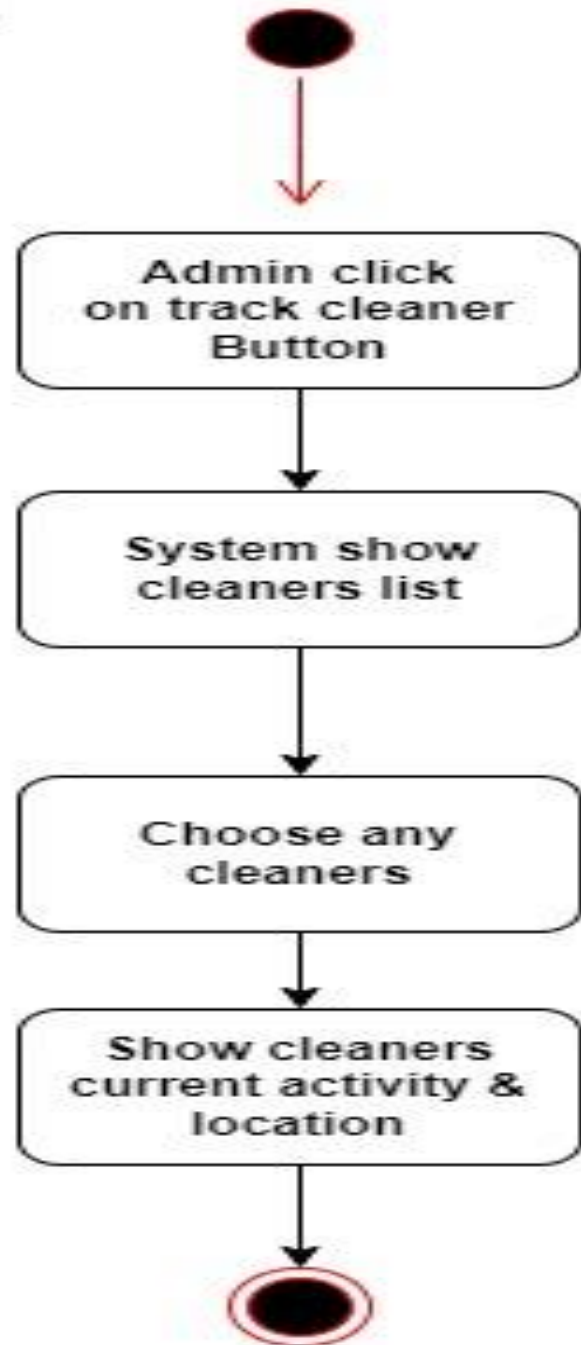 Admin click
on track cleaner
Button
System show
cleaners list
Choose any
cleaners
Show cleaners
current activity &
location